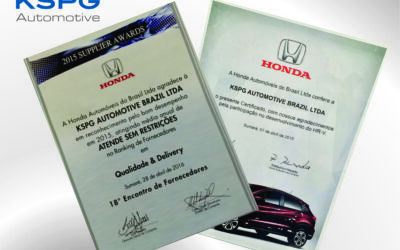 KSPG
Automotive
2015 SUPPLIER AWARDS
HONDA
A Honda Automóveis do Brasil Ltda agradece à
KSPG AUTOMOTIVE BRAZIL LTDA
em reconhecimento pelo bom desempenho
em 2015, atingindo média anual de
ATENDE SEM RESTRIÇÕES
no Ranking de Fornecedores
em
Qualidade & Delivery
Sumaré, 28 de abril de 2016
18º Encontro de Fornecedores
HONDA
A Honda Automóveis do Brasil Ltda confere à
KSPG AUTOMOTIVE BRAZIL LTDA
o presente Certificado, com nossos agradecimentos
pela participação no desenvolvimento do HR-V.